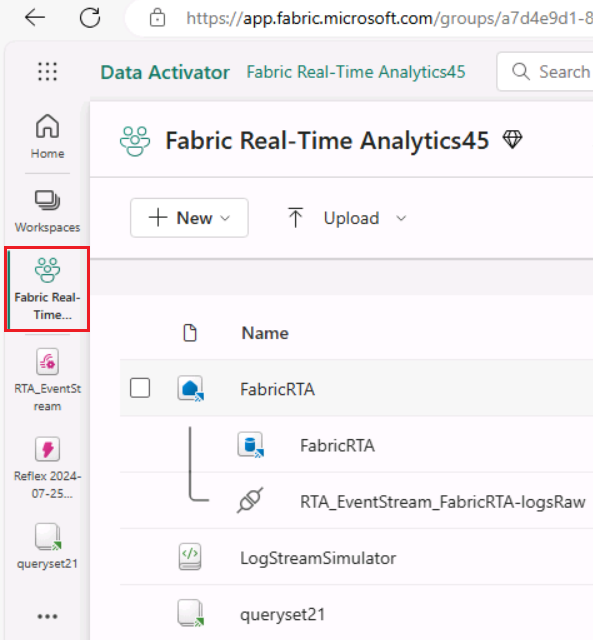 https://app.fabric.microsoft.com/groups/a7d4e9d1-8
Data Activator Fabric Real-Time Analytics45 Search
Home
Workspaces
Fabric Real-
Time...
RTA_EventSt
ream
Reflex 2024-
07-25...
queryset21
Fabric Real-Time Analytics45
New Upload
Name
FabricRTA
FabricRTA
RTA_EventStream_FabricRTA-logsRaw
LogStreamSimulator
queryset21